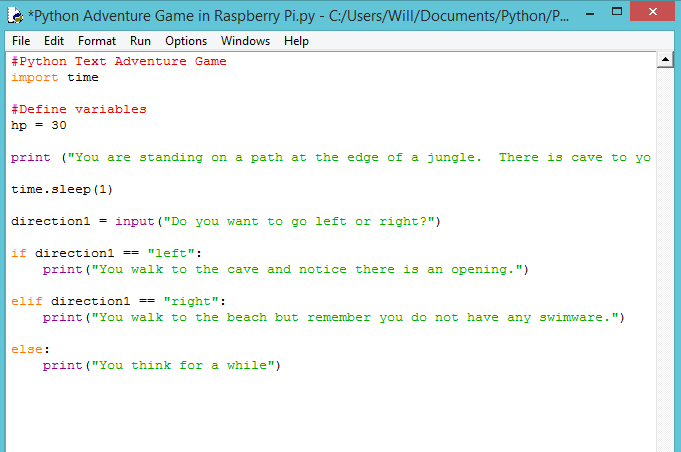 *Python Adventure Game in Raspberry Pi.py - C:/Users/Will/Documents/Python/P...
File Edit Format Run Options Windows Help
#Python Text Adventure Game
import time
#Define variables
hp = 30
print ("You are standing on a path at the edge of a jungle.  There is cave to yo
time.sleep(1)
direction1 = input("Do you want to go left or right?")
if direction1 == "left":
    print("You walk to the cave and notice there is an opening.")
elif direction1 == "right":
    print("You walk to the beach but remember you do not have any swimware.")
else:
    print("You think for a while")